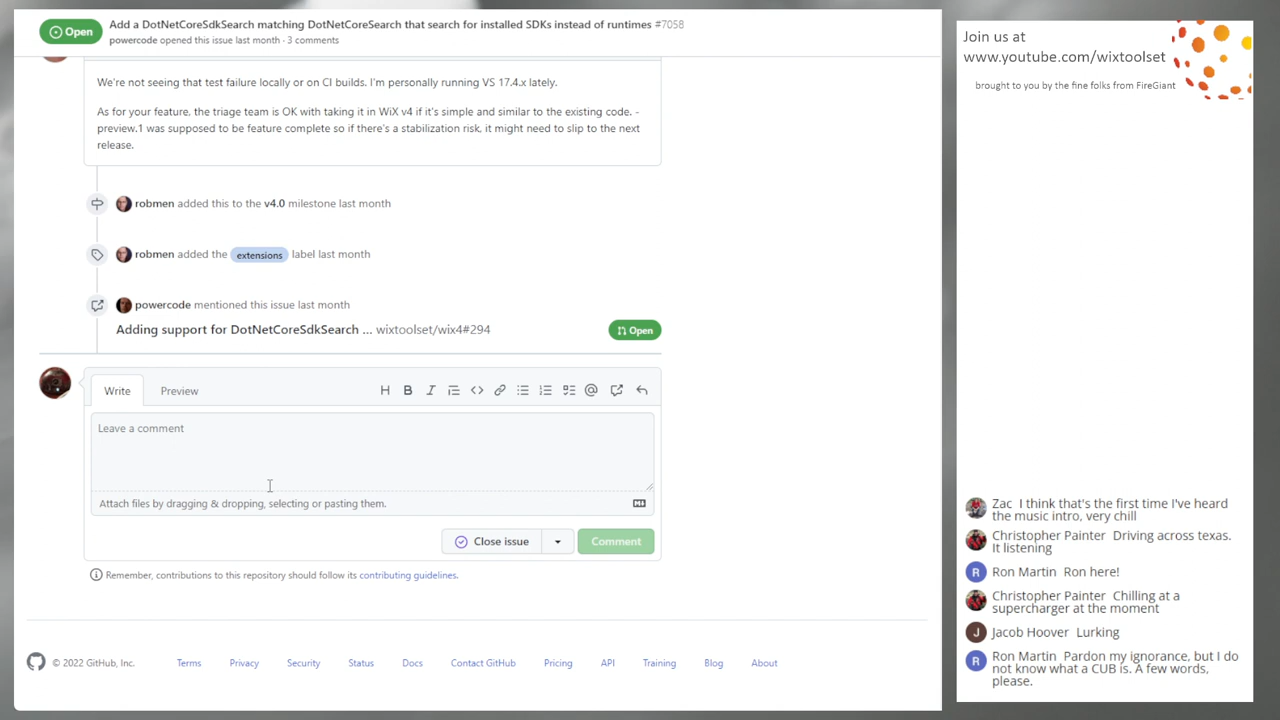 Open
Add a DotNetCoreSdkSearch matching DotNetCoreSearch that search for installed SDKs instead of runtimes #7058
powercode opened this issue last month · 3 comments
We're not seeing that test failure locally or on CI builds. I'm personally running VS 17.4.x lately.
As for your feature, the triage team is OK with taking it in WiX v4 if it's simple and similar to the existing code. -
preview.1 was supposed to be feature complete so if there's a stabilization risk, it might need to slip to the next
release.
robmen added this to the v4.0 milestone last month
robmen added the extensions label last month
powercode mentioned this issue last month
Adding support for DotNetCoreSdkSearch ... wixtoolset/wix4#294
Open
Write
Preview
Leave a comment
Attach files by dragging & dropping, selecting or pasting them.
Close issue
Comment
Remember, contributions to this repository should follow its contributing guidelines.
© 2022 GitHub, Inc.
Terms
Privacy
Security
Status
Docs
Contact GitHub
Pricing
API
Training
Blog
About
Join us at
www.youtube.com/wixtoolset
brought to you by the fine folks from FireGiant
Zac I think that's the first time I've heard
the music intro, very chill
Christopher Painter Driving across texas.
It listening
R
Ron Martin Ron here!
Christopher Painter Chilling at a
supercharger at the moment
J
Jacob Hoover Lurking
R
Ron Martin Pardon my ignorance, but I do
not know what a CUB is. A few words,
please.